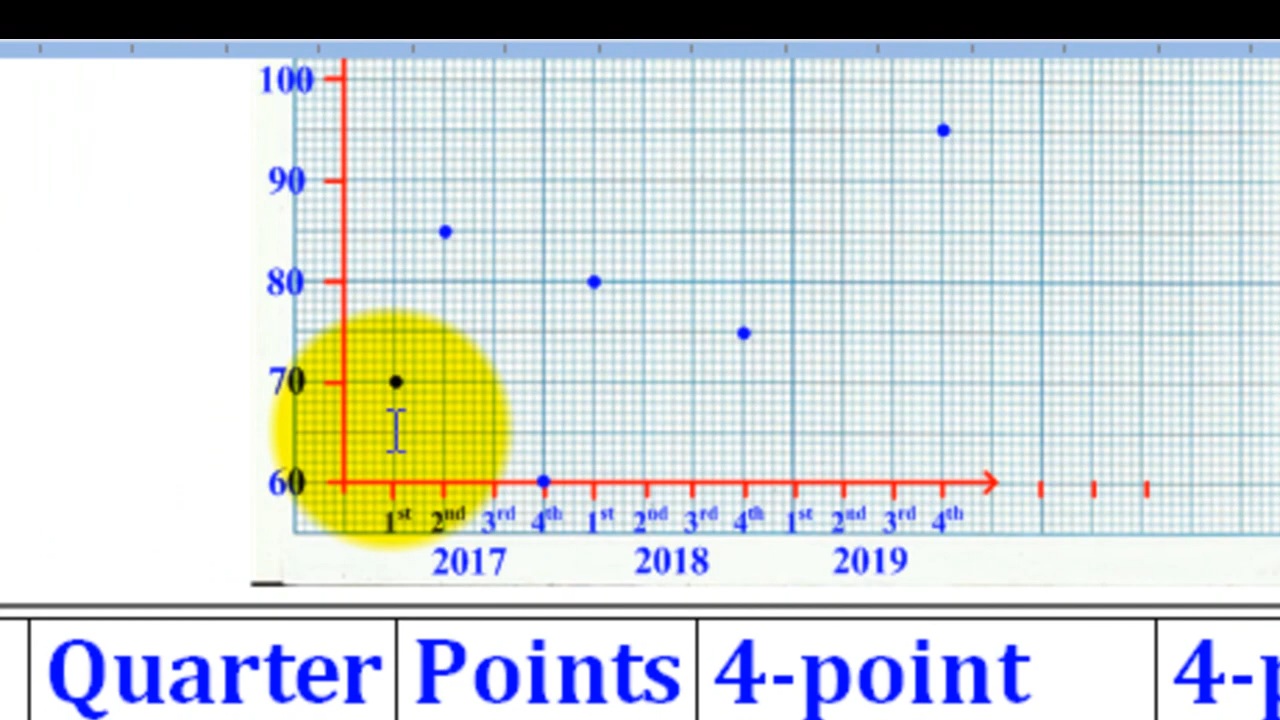 100
90
80
70
60
1st 2nd 3rd 4th 1st 2nd 3rd 4th 1st 2nd 3rd 4th
2017 2018 2019
Quarter Points 4-point